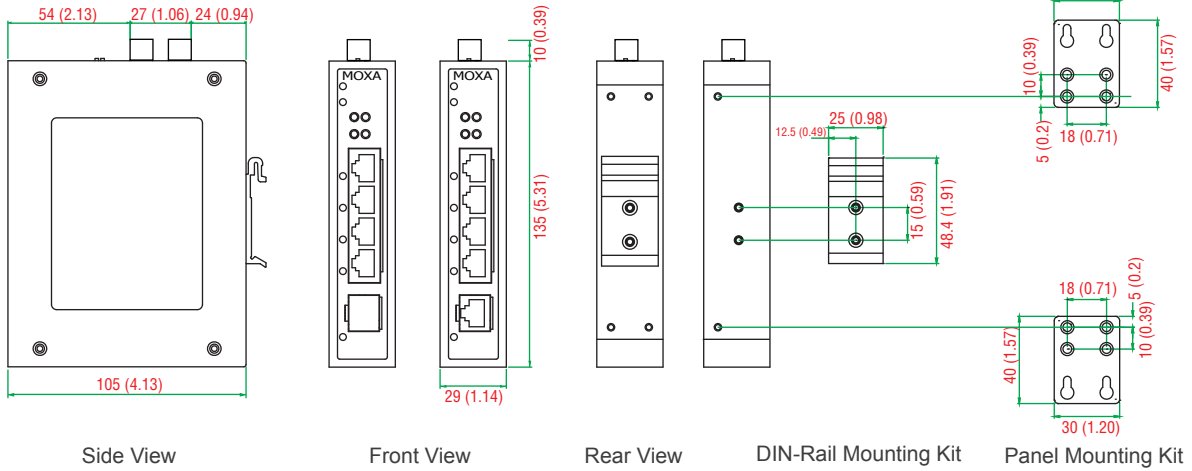 54 (2.13)
27 (1.06)
24 (0.94)
105 (4.13)
Side View
MOXA
MOXA
10 (0.39)
135 (5.31)
29 (1.14)
Front View
Rear View
25 (0.98)
12.5 (0.49)
15 (0.59)
48.4 (1.91)
DIN-Rail Mounting Kit
10 (0.39)
40 (1.57)
5 (0.2)
18 (0.71)
18 (0.71)
5 (0.2)
10 (0.39)
40 (1.57)
30 (1.20)
Panel Mounting Kit